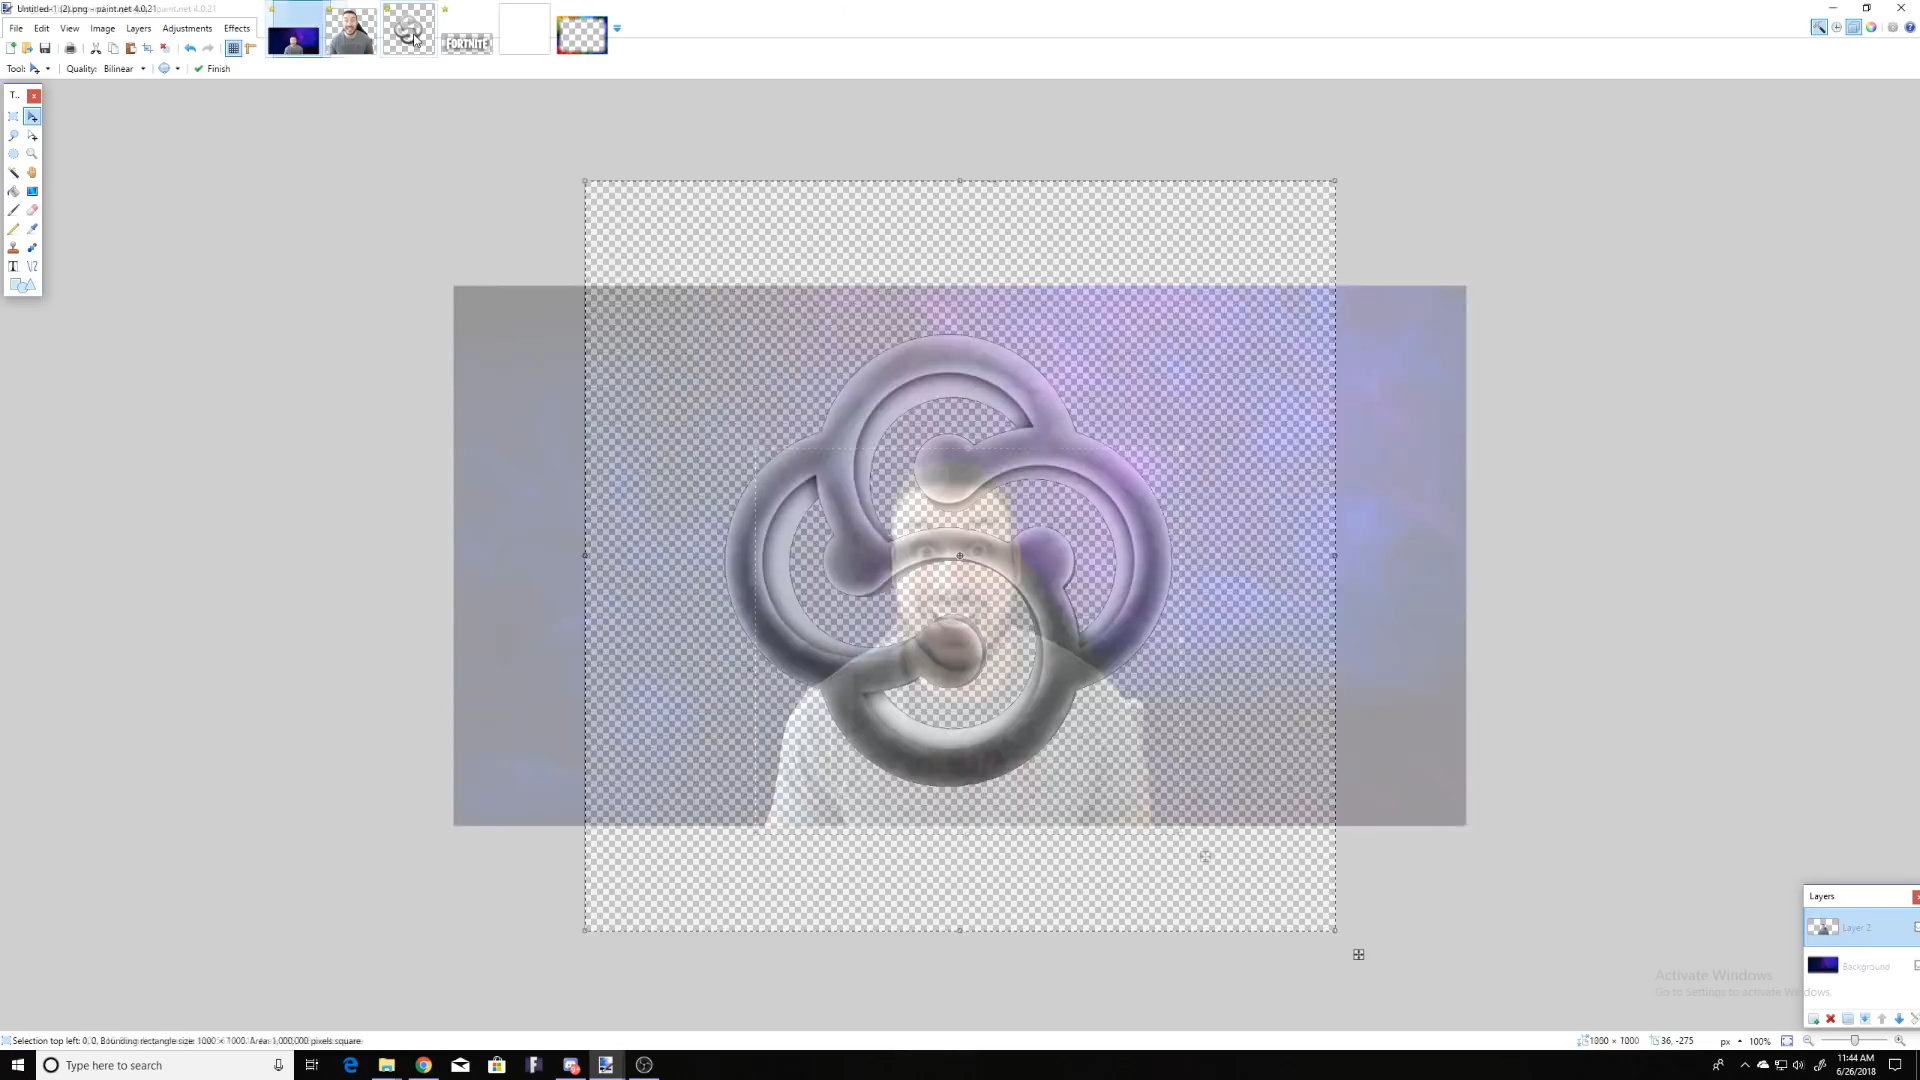 Untitled-1 (2).png - paint.net 4.0.21
File Edit View Image Layers Adjustments Effects
FORTNITE
Tool: Quality: Bilinear Finish
T..
Layers
Layer 2
Background
Activate Windows
Go to Settings to activate Windows.
Selection top left: 0, 0. Bounding rectangle size: 1000 × 1000. Area: 1,000,000 pixels square
1000 × 1000 36, -275 px 100%
Type here to search
11:44 AM
6/26/2018